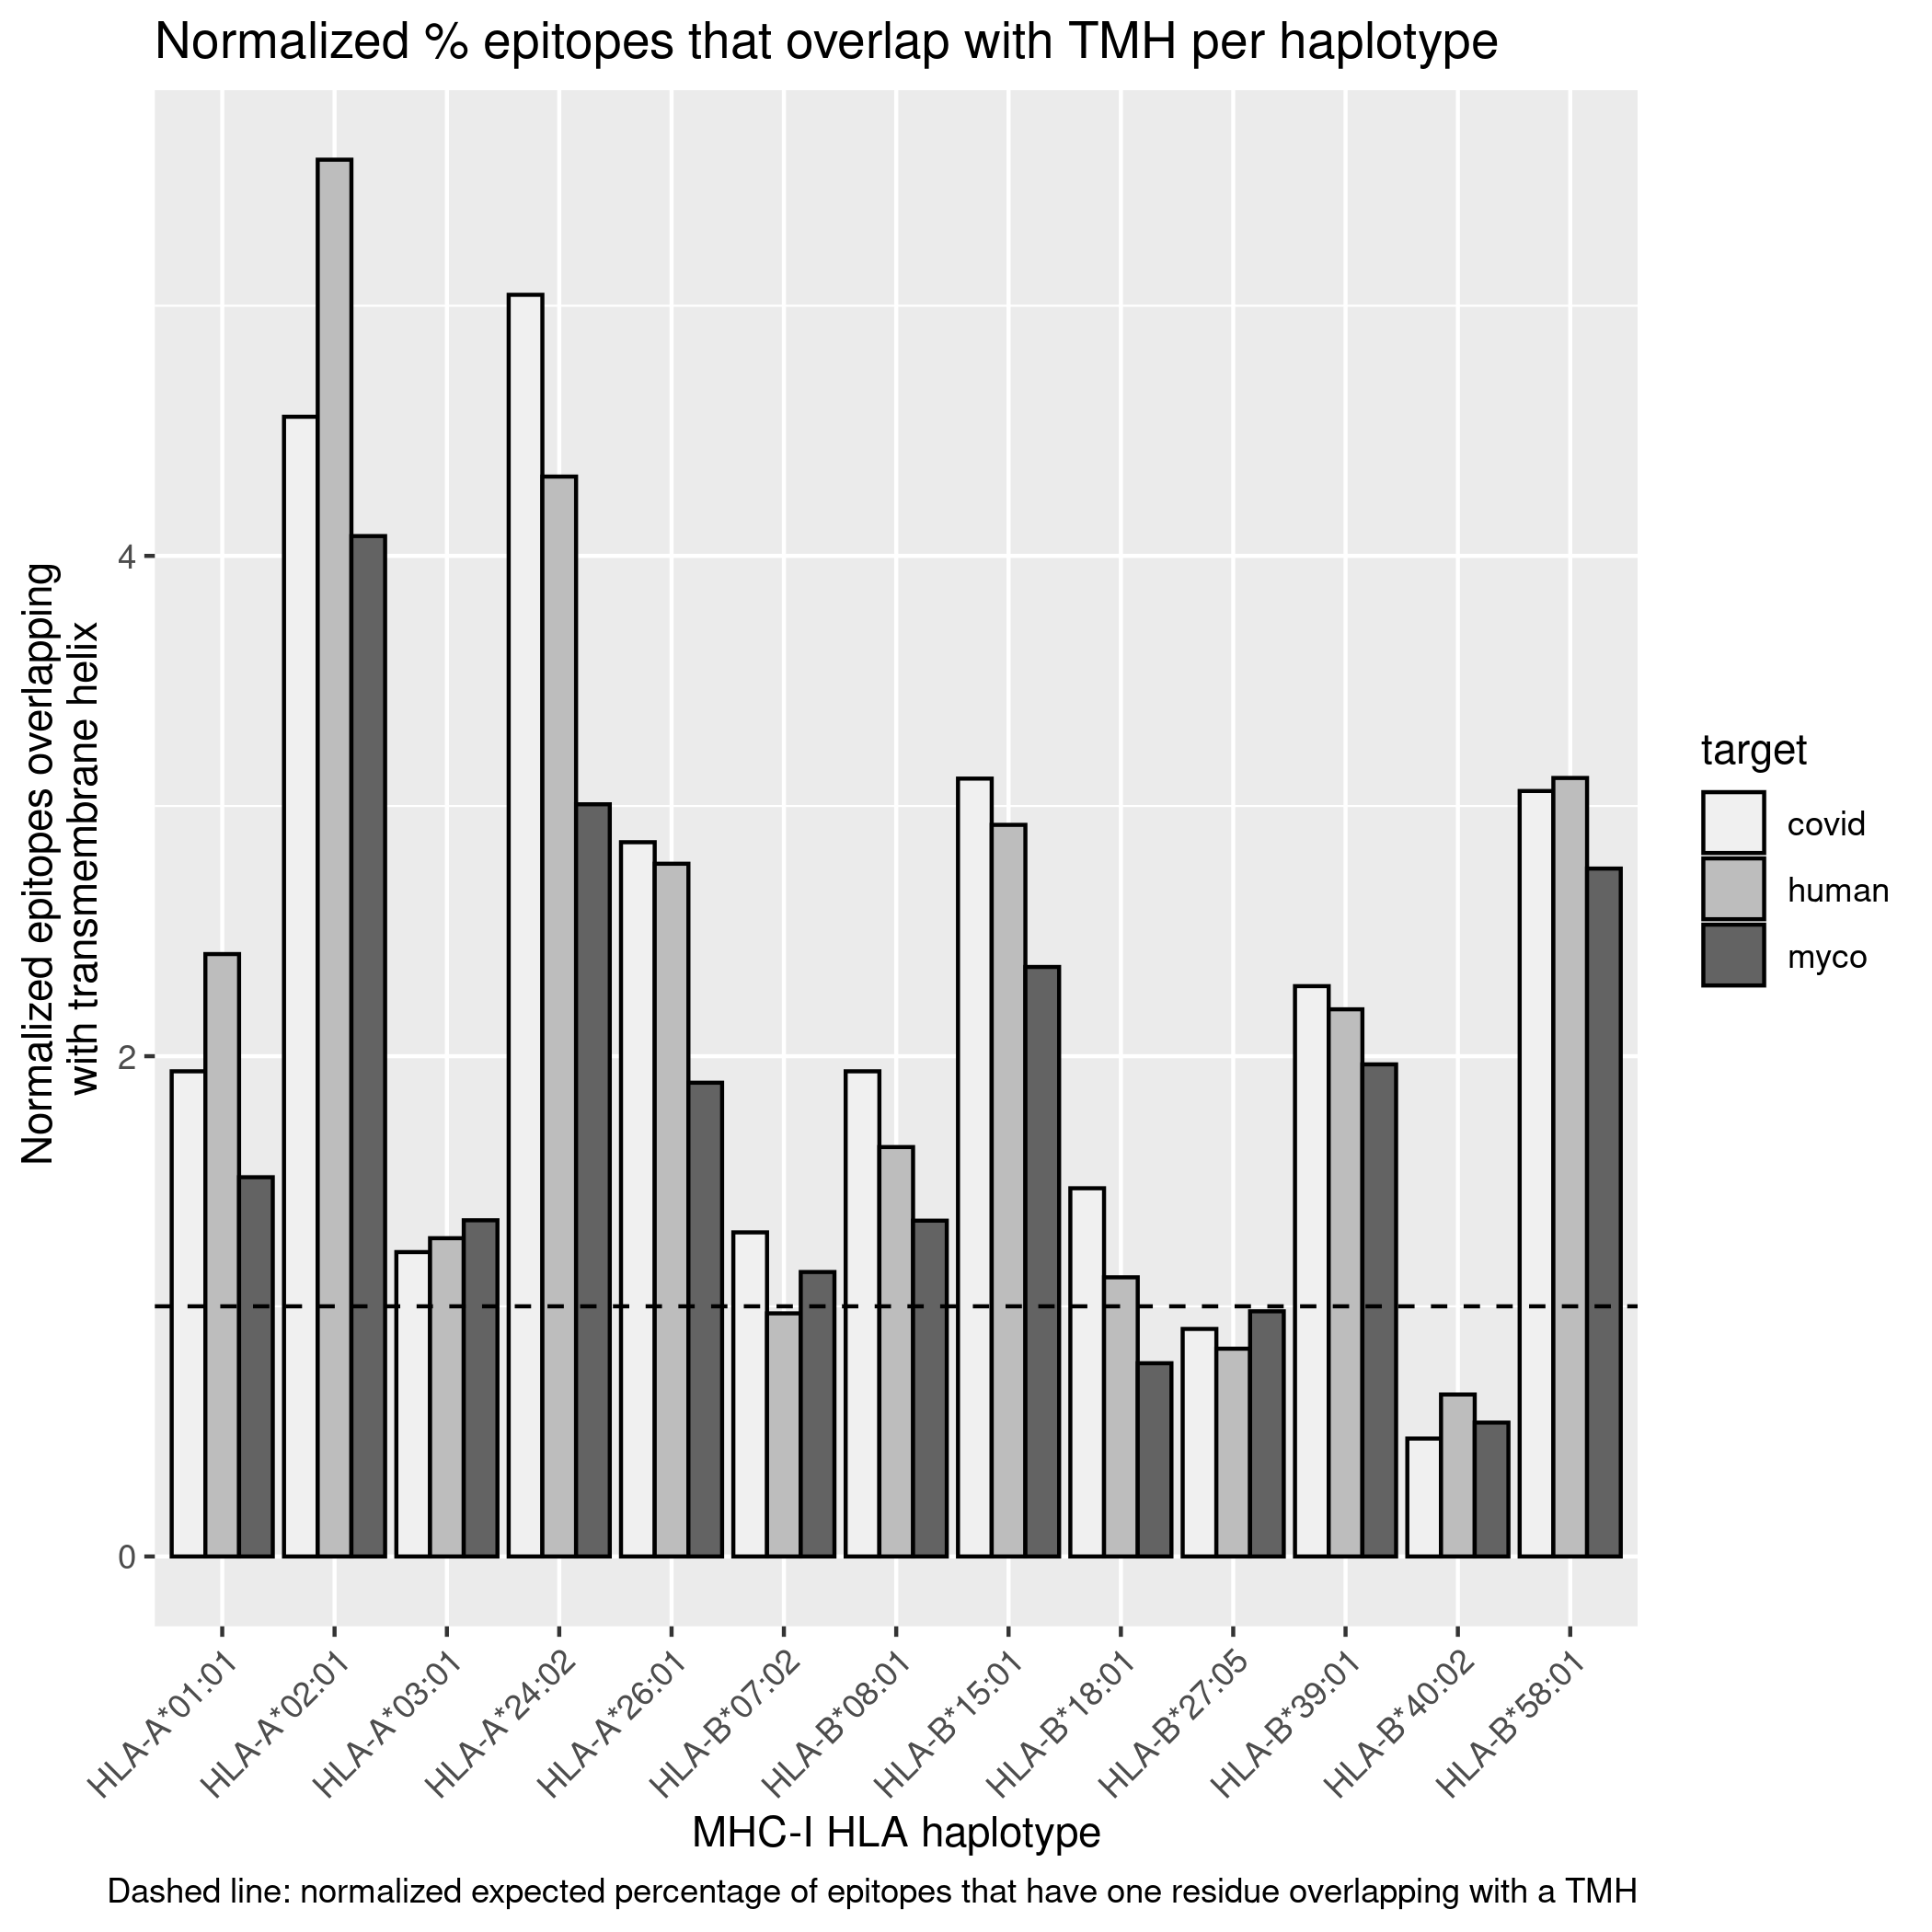 Normalized % epitopes that overlap with TMH per haplotype
Normalized epitopes overlapping
with transmembrane helix
4
2
0
target
covid
human
myco
HLA-A*01:01
HLA-A*02:01
HLA-A*03:01
HLA-A*24:02
HLA-A*26:01
HLA-B*07:02
HLA-B*08:01
HLA-B*15:01
HLA-B*18:01
HLA-B*27:05
HLA-B*39:01
HLA-B*40:02
HLA-B*58:01
MHC-I HLA haplotype
Dashed line: normalized expected percentage of epitopes that have one residue overlapping with a TMH